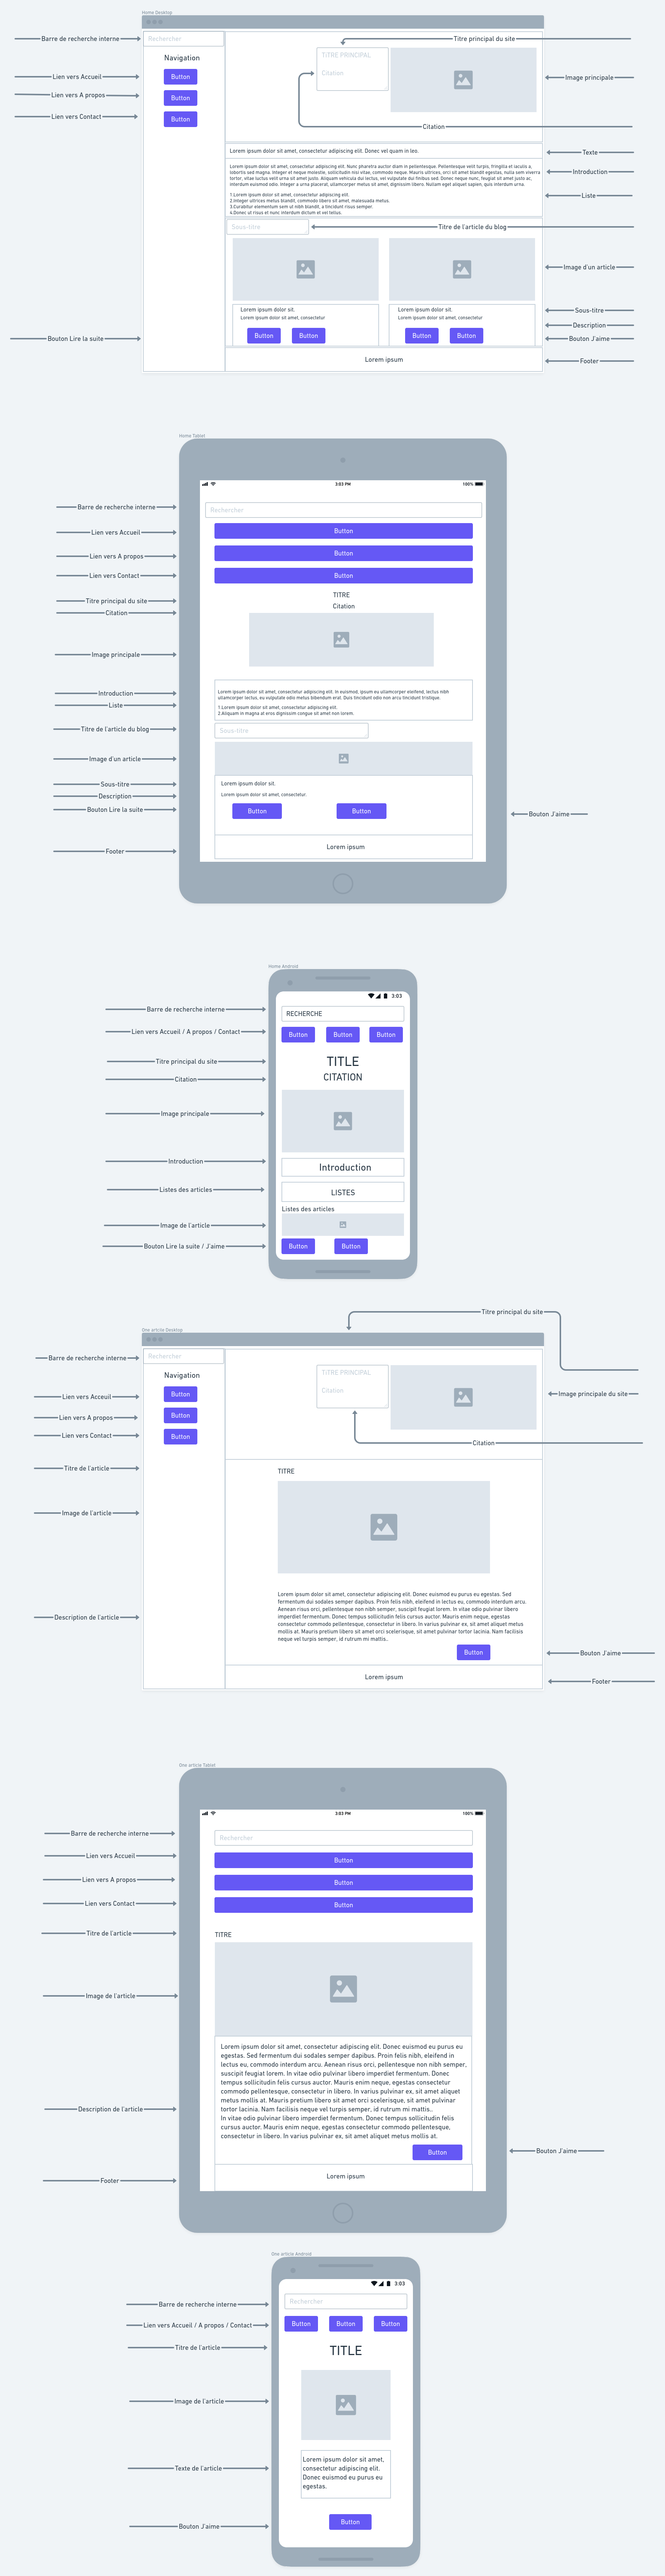 Home Desktop
Barre de recherche interne
Rechercher
Titre principal du site
TITRE PRINCIPAL
Navigation
Citation
Lien vers Accueil
Button
Image principale
Lien vers A propos
Button
Lien vers Contact
Button
Citation
Lorem ipsum dolor sit amet, consectetur adipiscing elit. Donec vel quam in leo.
Texte
Lorem ipsum dolor sit amet, consectetur adipiscing elit. Nunc pharetra auctor diam in pellentesque. Pellentesque velit turpis, fringilla et iaculis a,
lobortis sed magna. Integer et neque molestie, sollicitudin nisl vitae, commodo neque. Mauris ultrices, orci sit amet blandit egestas, nulla sem viverra
tortor, vitae luctus velit urna sit amet justo. Aliquam vehicula dui lectus, vel vulputate dui finibus sed. Donec neque nunc, feugiat sit amet justo ac,
interdum euismod odio. Integer a urna placerat, ullamcorper metus sit amet, dignissim libero. Nullam eget aliquet sapien, quis interdum urna.
Introduction
1.Lorem ipsum dolor sit amet, consectetur adipiscing elit.
2.Integer ultrices metus blandit, commodo libero sit amet, malesuada metus.
3.Curabitur elementum sem ut nibh blandit, a tincidunt risus semper.
4.Donec ut risus et nunc interdum dictum et vel tellus.
Liste
Sous-titre
Titre de l'article du blog
Image d'un article
Lorem ipsum dolor sit.
Lorem ipsum dolor sit.
Sous-titre
Lorem ipsum dolor sit amet, consectetur
Lorem ipsum dolor sit amet, consectetur
Description
Bouton Lire la suite
Button
Button
Button
Button
Bouton J'aime
Lorem ipsum
Footer
Home Tablet
3:03 PM
100%
Barre de recherche interne
Rechercher
Lien vers Accueil
Button
Lien vers A propos
Button
Lien vers Contact
Button
Titre principal du site
TITRE
Citation
Citation
Image principale
Introduction
Lorem ipsum dolor sit amet, consectetur adipiscing elit. In euismod, ipsum eu ullamcorper eleifend, lectus nibh
ullamcorper lectus, eu vulputate odio metus bibendum erat. Duis tincidunt odio non arcu tincidunt tristique.
Liste
1.Lorem ipsum dolor sit amet, consectetur adipiscing elit.
2.Aliquam in magna at eros dignissim congue sit amet non lorem.
Titre de l'article du blog
Sous-titre
Image d'un article
Sous-titre
Lorem ipsum dolor sit.
Description
Lorem ipsum dolor sit amet, consectetur.
Bouton Lire la suite
Button
Button
Bouton J'aime
Footer
Lorem ipsum
Home Android
3:03
Barre de recherche interne
RECHERCHE
Lien vers Accueil / A propos / Contact
Button
Button
Button
Titre principal du site
TITLE
Citation
CITATION
Image principale
Introduction
Introduction
Listes des articles
LISTES
Listes des articles
Image de l'article
Bouton Lire la suite / J'aime
Button
Button
Titre principal du site
One article Desktop
Barre de recherche interne
Rechercher
TITRE PRINCIPAL
Navigation
Citation
Lien vers Acceuil
Button
Image principale du site
Lien vers A propos
Button
Lien vers Contact
Button
Citation
Titre de l'article
TITRE
Image de l'article
Lorem ipsum dolor sit amet, consectetur adipiscing elit. Donec euismod eu purus eu egestas. Sed
fermentum dui sodales semper dapibus. Proin felis nibh, eleifend in lectus eu, commodo interdum arcu.
Aenean risus orci, pellentesque non nibh semper, suscipit feugiat lorem. In vitae odio pulvinar libero
imperdiet fermentum. Donec tempus sollicitudin felis cursus auctor. Mauris enim neque, egestas
consectetur commodo pellentesque, consectetur in libero. In varius pulvinar ex, sit amet aliquet metus
mollis at. Mauris pretium libero sit amet orci scelerisque, sit amet pulvinar tortor lacinia. Nam facilisis
neque vel turpis semper, id rutrum mi mattis..
Description de l'article
Button
Bouton J'aime
Lorem ipsum
Footer
One article Tablet
3:03 PM
100%
Barre de recherche interne
Rechercher
Lien vers Accueil
Button
Lien vers A propos
Button
Lien vers Contact
Button
Titre de l'article
TITRE
Image de l'article
Lorem ipsum dolor sit amet, consectetur adipiscing elit. Donec euismod eu purus eu
egestas. Sed fermentum dui sodales semper dapibus. Proin felis nibh, eleifend in
lectus eu, commodo interdum arcu. Aenean risus orci, pellentesque non nibh semper,
suscipit feugiat lorem. In vitae odio pulvinar libero imperdiet fermentum. Donec
tempus sollicitudin felis cursus auctor. Mauris enim neque, egestas consectetur
commodo pellentesque, consectetur in libero. In varius pulvinar ex, sit amet aliquet
metus mollis at. Mauris pretium libero sit amet orci scelerisque, sit amet pulvinar
tortor lacinia. Nam facilisis neque vel turpis semper, id rutrum mi mattis..
In vitae odio pulvinar libero imperdiet fermentum. Donec tempus sollicitudin felis
cursus auctor. Mauris enim neque, egestas consectetur commodo pellentesque,
consectetur in libero. In varius pulvinar ex, sit amet aliquet metus mollis at.
Description de l'article
Button
Bouton J'aime
Lorem ipsum
Footer
One article Android
3:03
Barre de recherche interne
Rechercher
Lien vers Accueil / A propos / Contact
Button
Button
Button
Titre de l'article
TITLE
Image de l'article
Lorem ipsum dolor sit amet,
consectetur adipiscing elit.
Donec euismod eu purus eu
egestas.
Texte de l'article
Bouton J'aime
Button